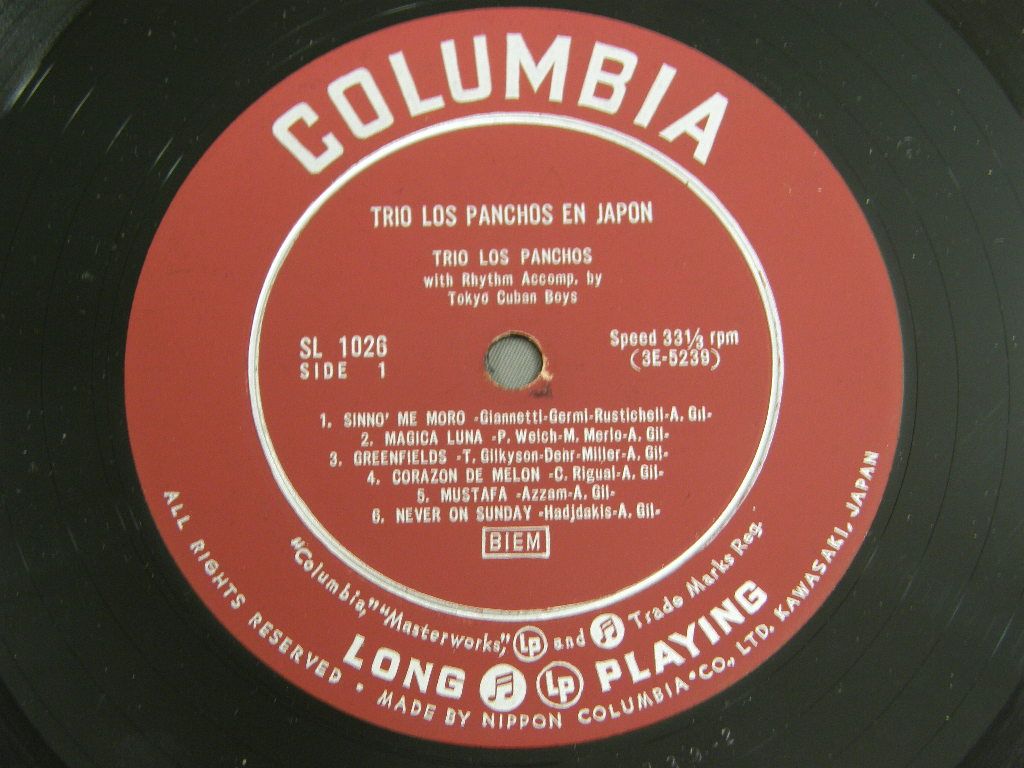 COLUMBIA
TRIO LOS PANCHOS EN JAPON
TRIO LOS PANCHOS
with Rhythm Accomp. by
Tokyo Cuban Boys
SL 1026
SIDE 1
Speed 33⅓ rpm
(3E-5239)
1. SINNO' ME MORO -Giannetti-Germi-Rusticheli-A. Gil-
2. MAGICA LUNA -P. Welch-M. Merlo-A. Gil-
3. GREENFIELDS -T. Gilkyson-Dehr-Miller-A. Gil-
4. CORAZON DE MELON -C. Rigual-A. Gil-
5. MUSTAFA -Azzam-A. Gil-
6. NEVER ON SUNDAY -Hadjdakis-A. Gil-
BIEM
"Columbia," "Masterworks," LP and Trade Marks Reg.
LONG LP PLAYING
ALL RIGHTS RESERVED • MADE BY NIPPON COLUMBIA • CO., LTD. KAWASAKI, JAPAN